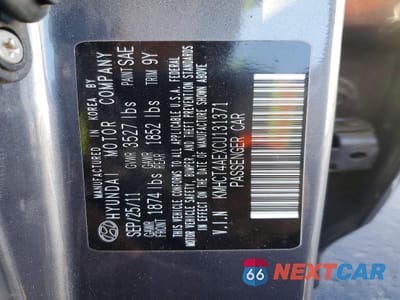 MANUFACTURED IN KOREA BY
HYUNDAI MOTOR COMPANY
SEP/25/11 GVWR 3527 lbs PAINT SAE
GAWR FRONT 1874 lbs GAWR REAR 1852 lbs TRIM 9Y
THIS VEHICLE CONFORMS TO ALL APPLICABLE U.S.A. FEDERAL
MOTOR VEHICLE SAFETY, BUMPER, AND THEFT PREVENTION STANDARDS
IN EFFECT ON THE DATE OF MANUFACTURE SHOWN ABOVE.
V.I.N KMHCT4AEXCU131371
PASSENGER CAR
66 NEXTCAR